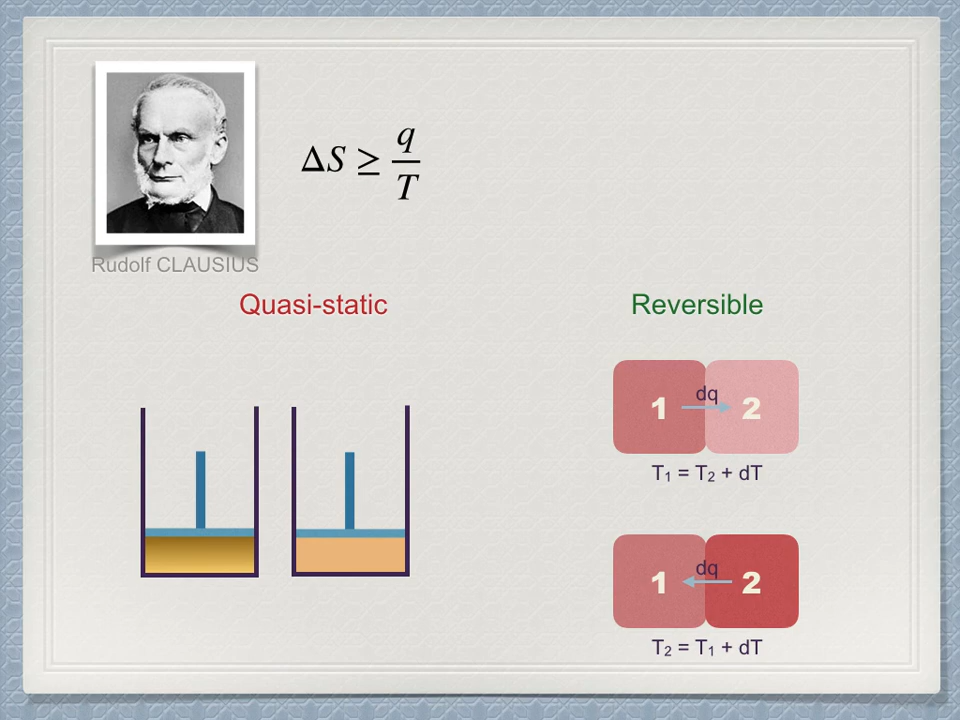 ΔS ≥ q/T
Rudolf CLAUSIUS
Quasi-static
Reversible
dq
1 2
T₁ = T₂ + dT
dq
1 2
T₂ = T₁ + dT